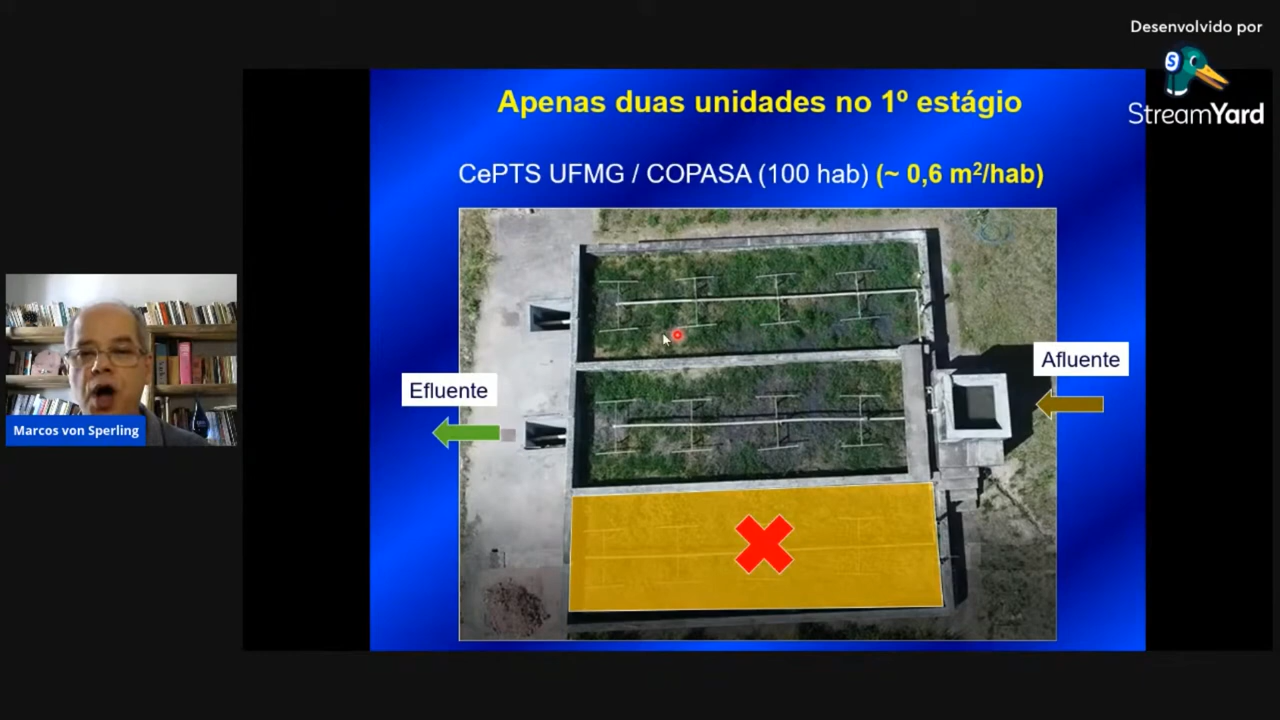 Desenvolvido por
StreamYard
Apenas duas unidades no 1º estágio
CePTS UFMG / COPASA (100 hab) (~ 0,6 m²/hab)
Afluente
Efluente
Marcos von Sperling